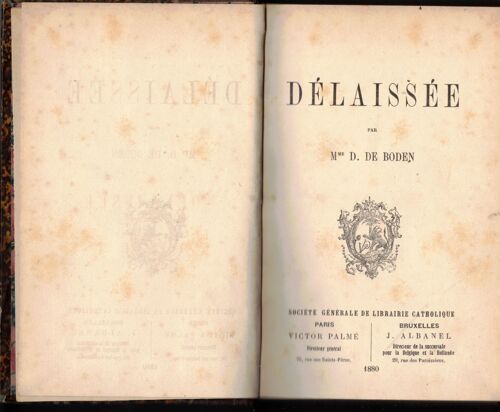 DÉLAISSÉE
PAR
Mme D. DE BODEN
SOCIÉTÉ GÉNÉRALE DE LIBRAIRIE CATHOLIQUE
PARIS
VICTOR PALMÉ
Directeur général
76, rue des Saints-Pères.
BRUXELLES
J. ALBANEL
Directeur de la succursale
pour la Belgique et la Hollande
29, rue des Paroissiens.
1880